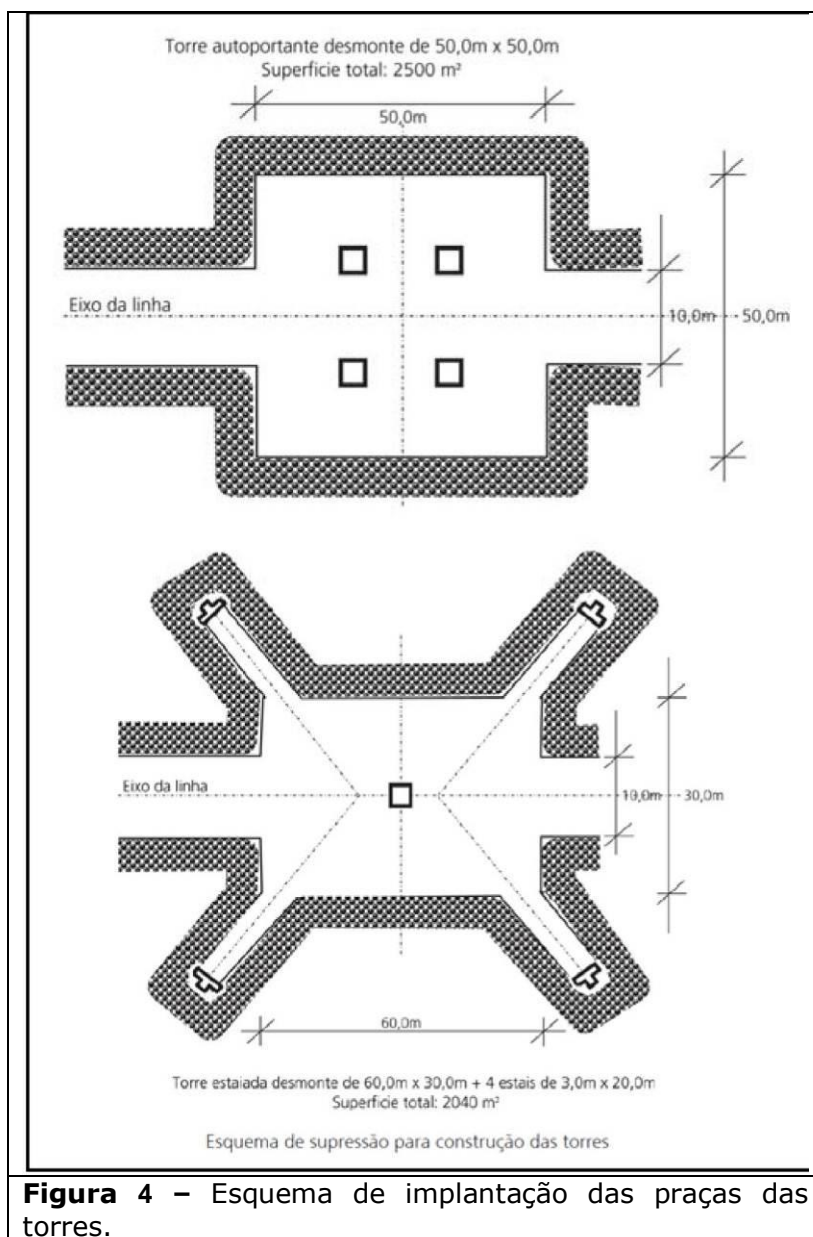 Torre autoportante desmonte de 50,0m x 50,0m
Superficie total: 2500 m²
50,0m
Eixo da linha
10,0m
50,0m
Eixo da linha
10,0m
30,0m
60,0m
Torre estaiada desmonte de 60,0m x 30,0m + 4 estais de 3,0m x 20,0m
Superficie total: 2040 m²
Esquema de supressão para construção das torres
Figura 4 – Esquema de implantação das praças das
torres.